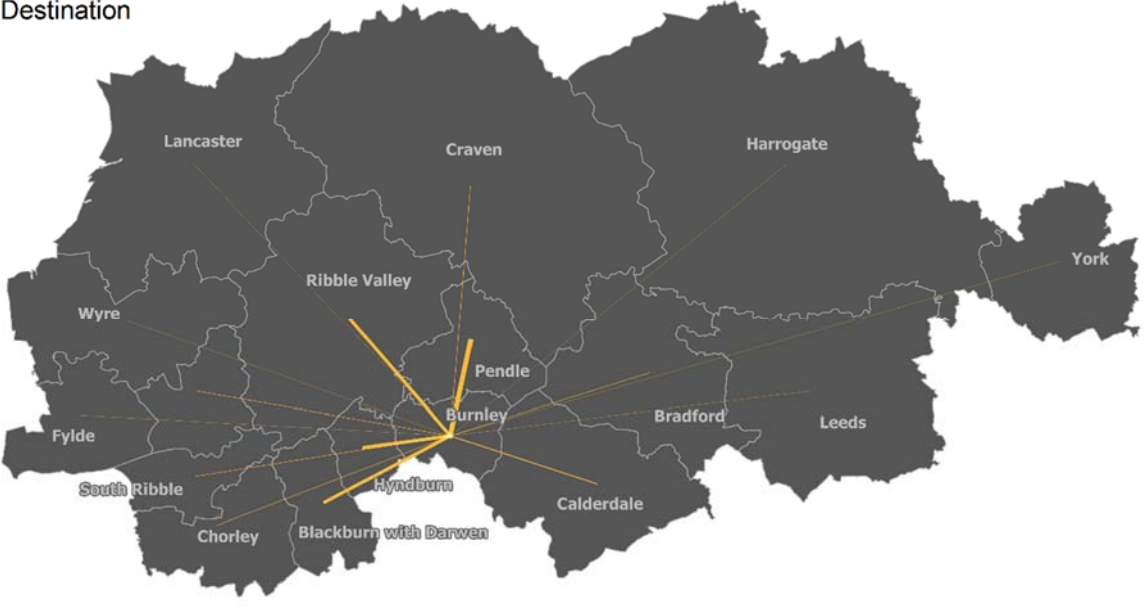 Destination
Lancaster
Craven
Harrogate
York
Ribble Valley
Wyre
Pendle
Burnley
Bradford
Leeds
Fylde
South Ribble
Hyndburn
Calderdale
Chorley
Blackburn with Darwen